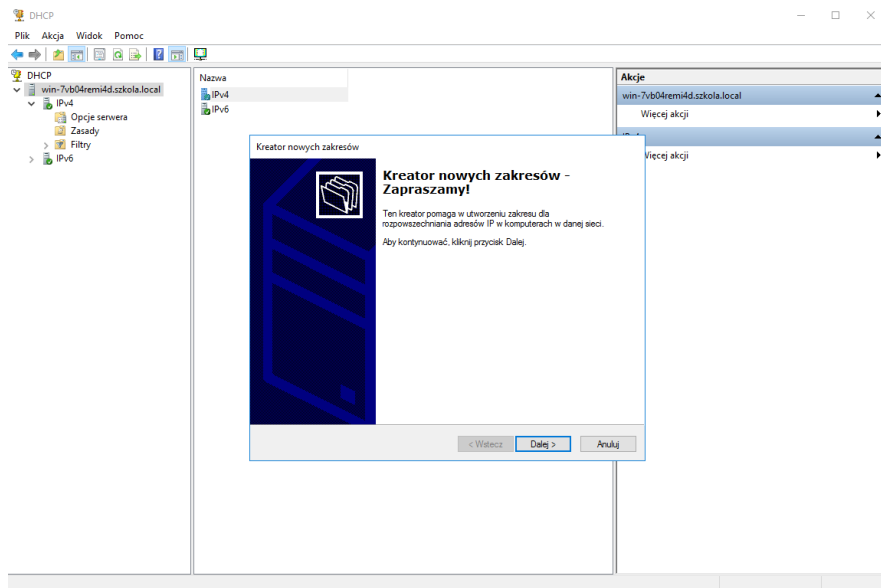 DHCP
Plik Akcja Widok Pomoc
DHCP
win-7vb04remi4d.szkola.local
IPv4
Opcje serwera
Zasady
Filtry
IPv6
Nazwa
IPv4
IPv6
Akcje
win-7vb04remi4d.szkola.local
Więcej akcji
Więcej akcji
Kreator nowych zakresów
Kreator nowych zakresów -
Zapraszamy!
Ten kreator pomaga w utworzeniu zakresu dla
rozpowszechniania adresów IP w komputerach w danej sieci.
Aby kontynuować, kliknij przycisk Dalej.
< Wstecz Dalej > Anuluj